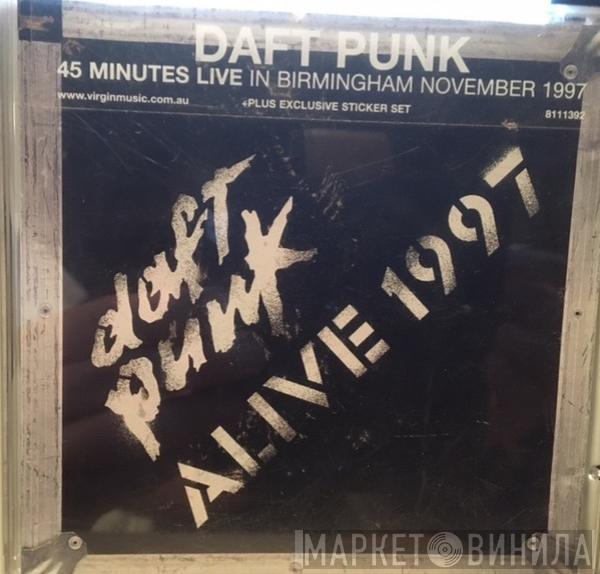 DAFT PUNK
45 MINUTES LIVE IN BIRMINGHAM NOVEMBER 1997
www.virginmusic.com.au +PLUS EXCLUSIVE STICKER SET 8111392
daft
punk
ALIVE 1997
МАРКЕТ ВИНИЛА